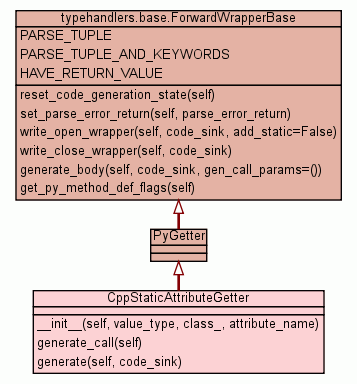 typehandlers.base.ForwardWrapperBase
PARSE_TUPLE
PARSE_TUPLE_AND_KEYWORDS
HAVE_RETURN_VALUE
reset_code_generation_state(self)
set_parse_error_return(self, parse_error_return)
write_open_wrapper(self, code_sink, add_static=False)
write_close_wrapper(self, code_sink)
generate_body(self, code_sink, gen_call_params=())
get_py_method_def_flags(self)
PyGetter
CppStaticAttributeGetter
__init__(self, value_type, class_, attribute_name)
generate_call(self)
generate(self, code_sink)